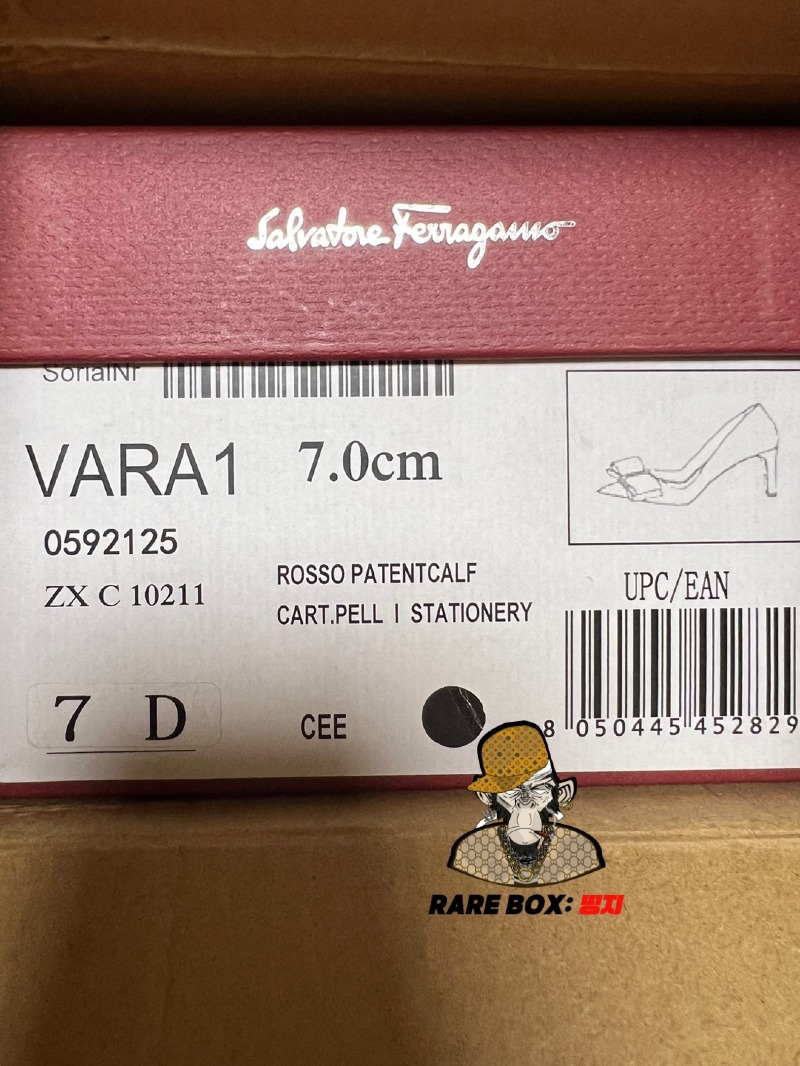 Salvatore Ferragamo
SorialNr
VARA1 7.0cm
0592125
ZX C 10211
ROSSO PATENTCALF
CART.PELL I STATIONERY
UPC/EAN
7 D
CEE
8 050445 452829
RARE BOX: 띵지